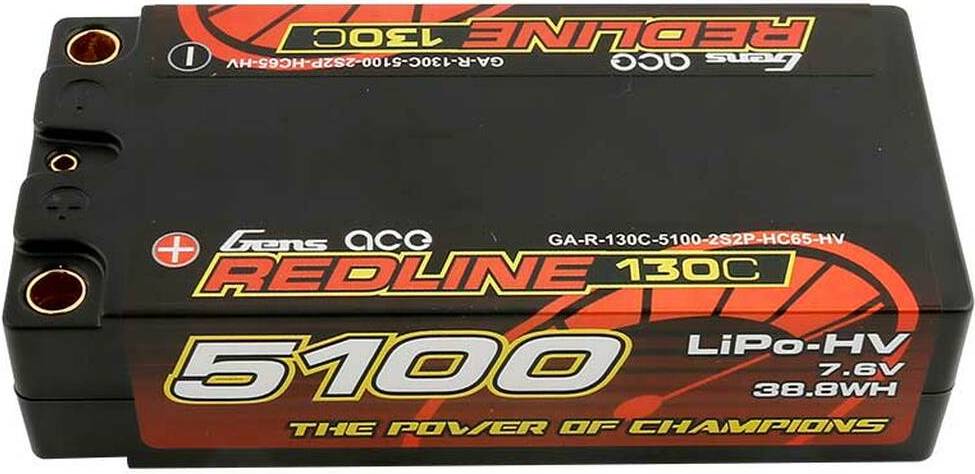 REDLINE 130C
Gens ace
GA-R-130C-5100-2S2P-HC65-HV
Gens ace
GA-R-130C-5100-2S2P-HC65-HV
REDLINE 130C
5100
LiPo-HV
7.6V
38.8WH
THE POWER OF CHAMPIONS